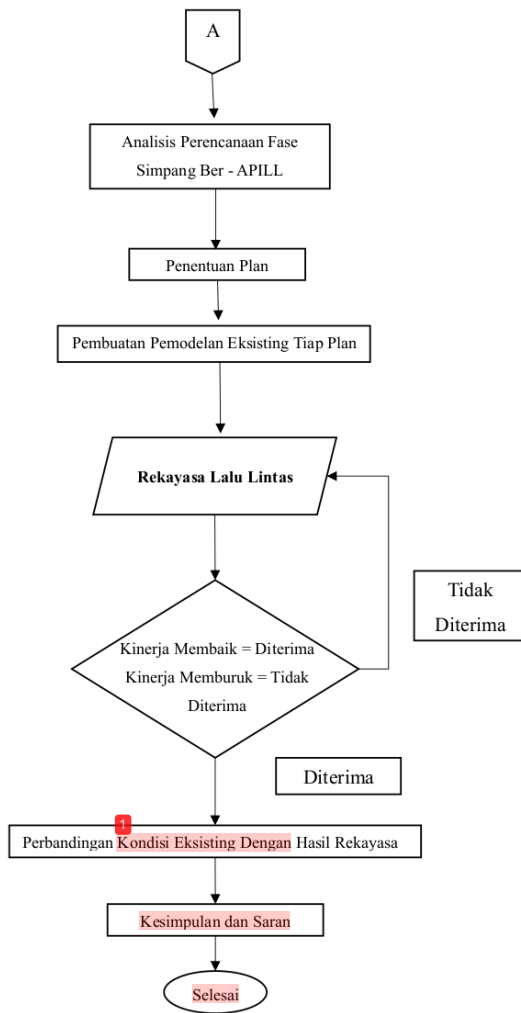 A
Analisis Perencanaan Fase
Simpang Ber - APILL
Penentuan Plan
Pembuatan Pemodelan Eksisting Tiap Plan
Rekayasa Lalu Lintas
Tidak
Diterima
Kinerja Membaik = Diterima
Kinerja Memburuk = Tidak
Diterima
Diterima
1
Perbandingan Kondisi Eksisting Dengan Hasil Rekayasa
Kesimpulan dan Saran
Selesai